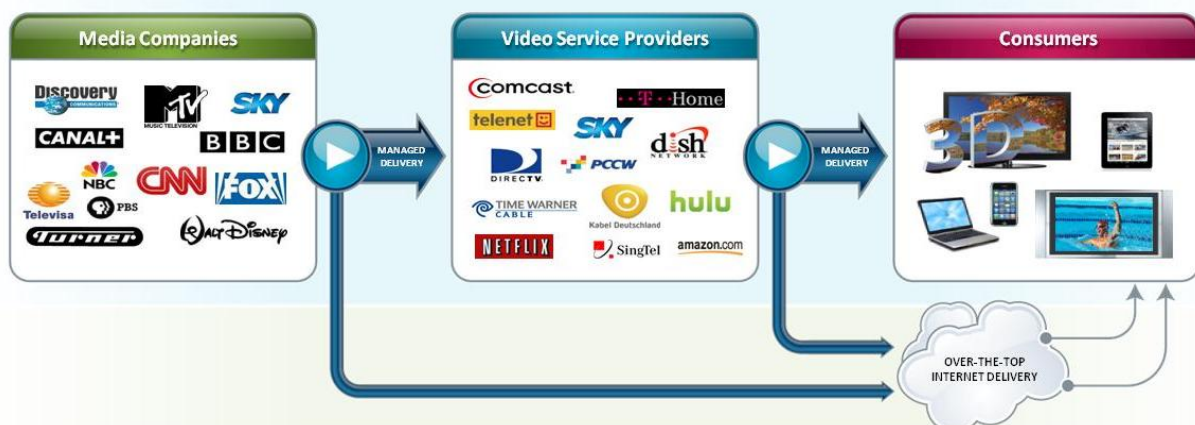 Media Companies
Discovery
COMMUNICATIONS
MTV
MUSIC TELEVISION
SKY
CANAL+
BBC
NBC
CNN
FOX
Televisa
PBS
Turner
WALT DISNEY
MANAGED
DELIVERY
Video Service Providers
comcast
T Home
telenet
SKY
dish
NETWORK
DIRECTV
PCCW
TIME WARNER
CABLE
Kabel Deutschland
hulu
NETFLIX
SingTel
amazon.com
MANAGED
DELIVERY
Consumers
3D
OVER-THE-TOP
INTERNET DELIVERY